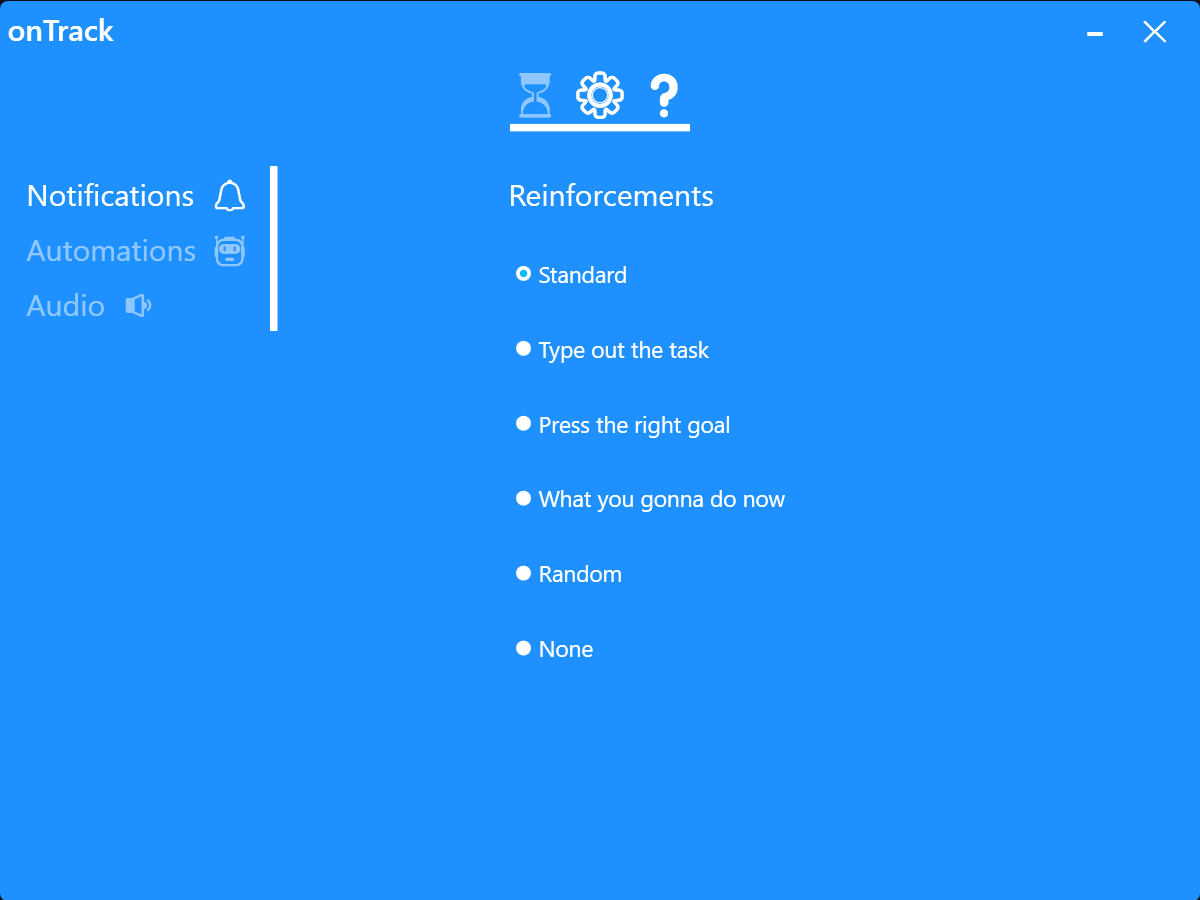 onTrack
Notifications
Automations
Audio
Reinforcements
Standard
Type out the task
Press the right goal
What you gonna do now
Random
None